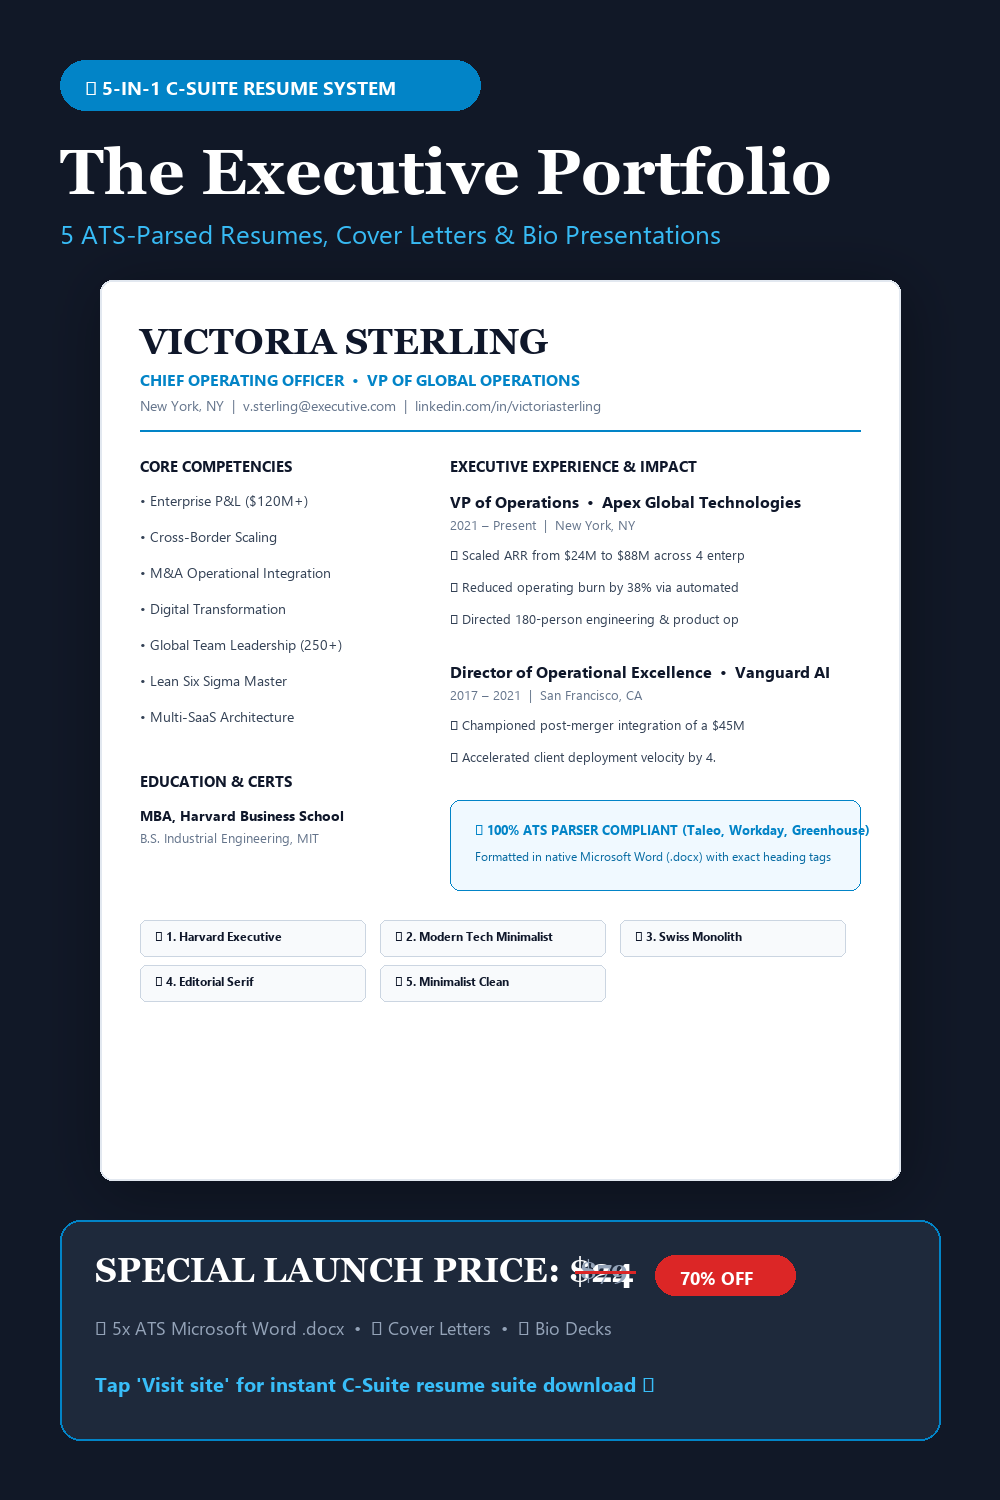 5-IN-1 C-SUITE RESUME SYSTEM
The Executive Portfolio
5 ATS-Parsed Resumes, Cover Letters & Bio Presentations
VICTORIA STERLING
CHIEF OPERATING OFFICER • VP OF GLOBAL OPERATIONS
New York, NY | v.sterling@executive.com | linkedin.com/in/victoriasterling
CORE COMPETENCIES
• Enterprise P&L ($120M+)
• Cross-Border Scaling
• M&A Operational Integration
• Digital Transformation
• Global Team Leadership (250+)
• Lean Six Sigma Master
• Multi-SaaS Architecture
EDUCATION & CERTS
MBA, Harvard Business School
B.S. Industrial Engineering, MIT
EXECUTIVE EXPERIENCE & IMPACT
VP of Operations • Apex Global Technologies
2021 – Present | New York, NY
Scaled ARR from $24M to $88M across 4 enterp
Reduced operating burn by 38% via automated
Directed 180-person engineering & product op
Director of Operational Excellence • Vanguard AI
2017 – 2021 | San Francisco, CA
Championed post-merger integration of a $45M
Accelerated client deployment velocity by 4.
100% ATS PARSER COMPLIANT (Taleo, Workday, Greenhouse)
Formatted in native Microsoft Word (.docx) with exact heading tags
1. Harvard Executive
2. Modern Tech Minimalist
3. Swiss Monolith
4. Editorial Serif
5. Minimalist Clean
SPECIAL LAUNCH PRICE: $24
70% OFF
5x ATS Microsoft Word .docx • Cover Letters • Bio Decks
Tap 'Visit site' for instant C-Suite resume suite download